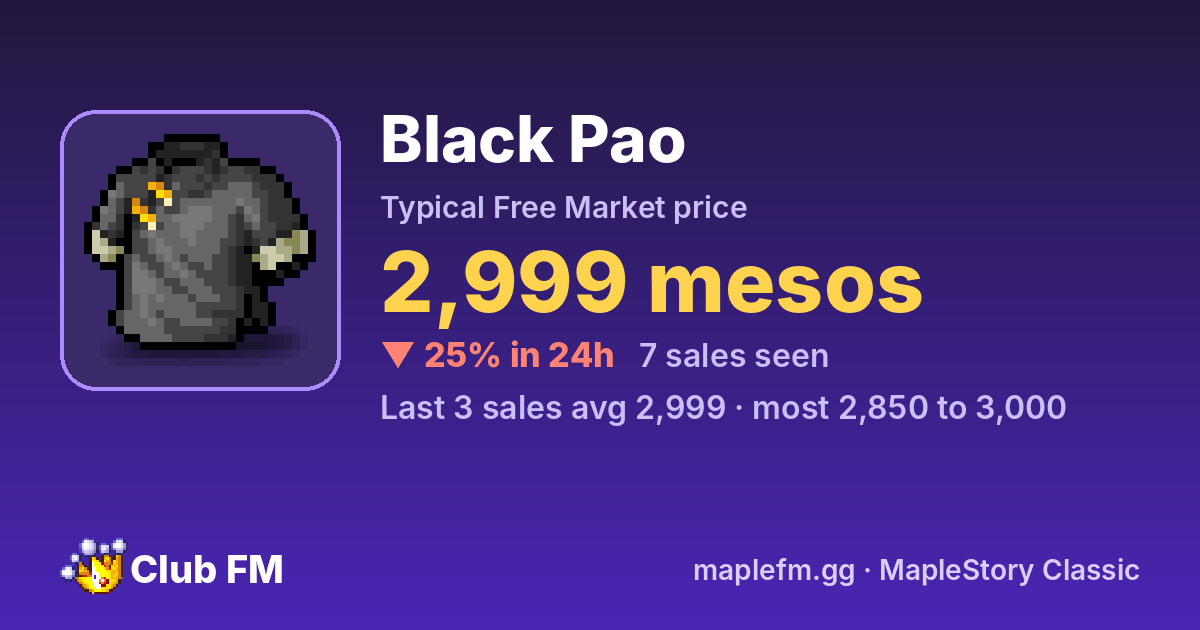 Black Pao
Typical Free Market price
2,999 mesos
▼ 25% in 24h 7 sales seen
Last 3 sales avg 2,999 · most 2,850 to 3,000
Club FM
maplefm.gg · MapleStory Classic